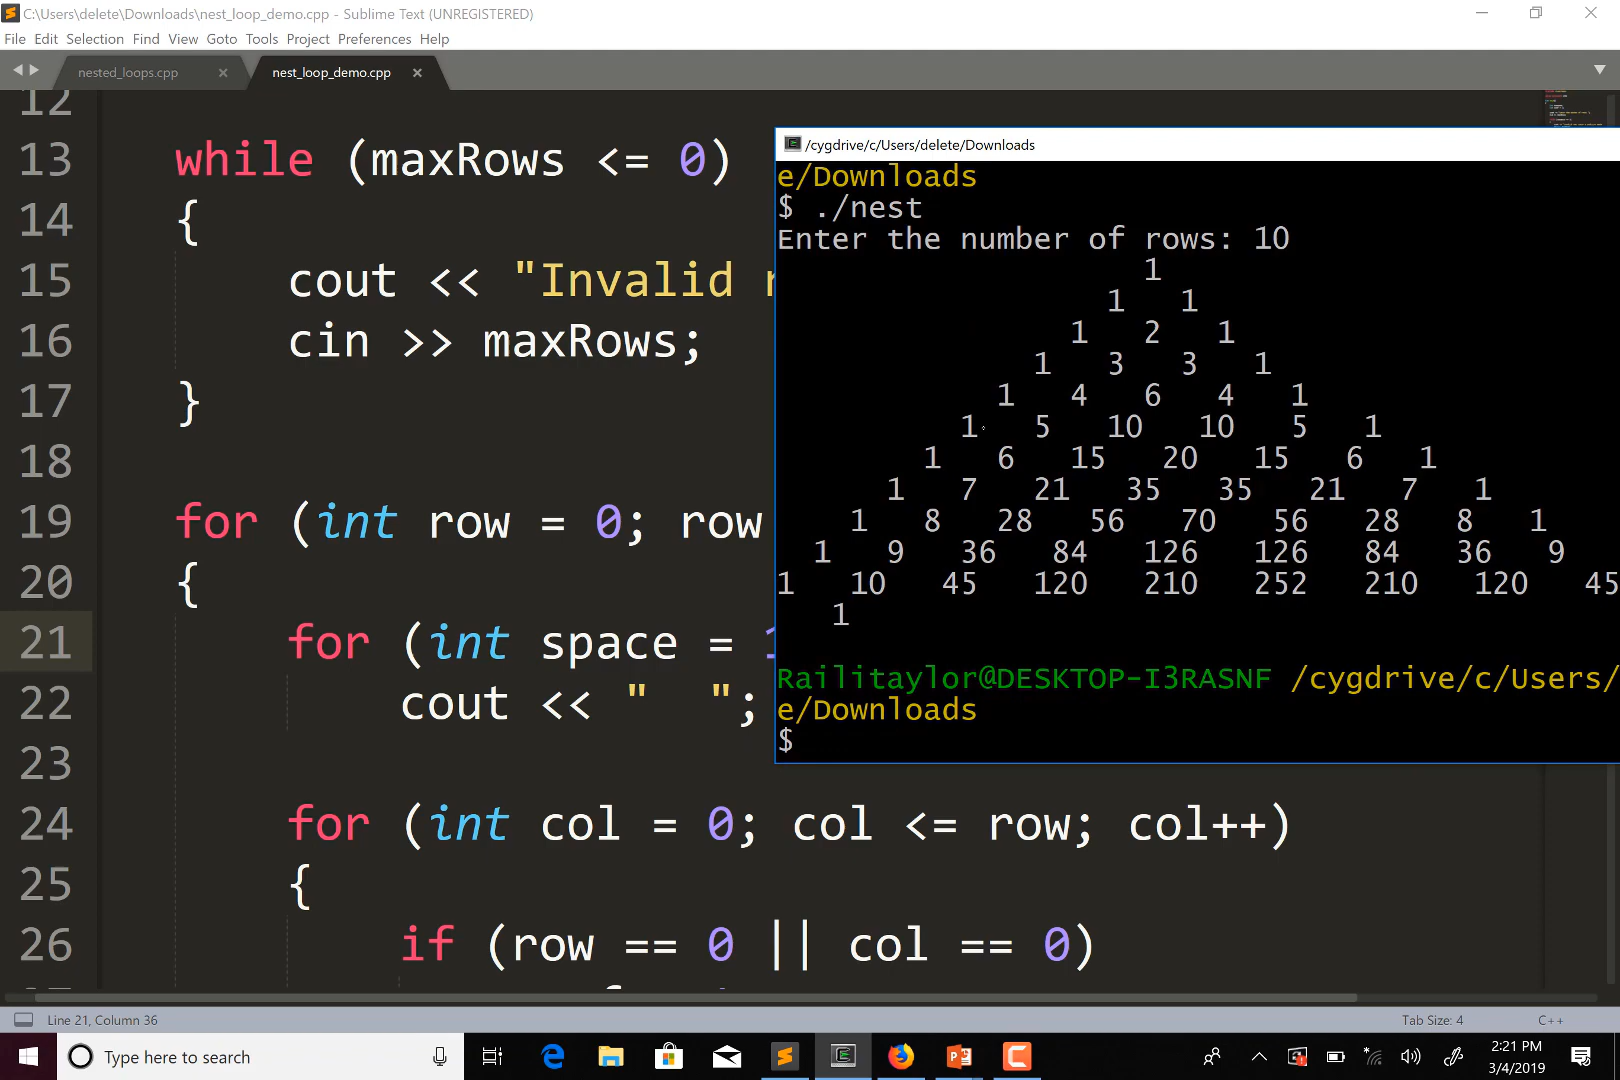 C:\Users\delete\Downloads\nest_loop_demo.cpp - Sublime Text (UNREGISTERED)
File Edit Selection Find View Goto Tools Project Preferences Help
nested_loops.cpp × nest_loop_demo.cpp ×
12
13 while (maxRows <= 0)
14 {
15 cout << "Invalid
16 cin >> maxRows;
17 }
18
19 for (int row = 0; row
20 {
21 for (int space =
22 cout << "  ";
23
24 for (int col = 0; col <= row; col++)
25 {
26 if (row == 0 || col == 0)
/cygdrive/c/Users/delete/Downloads
e/Downloads
$ ./nest
Enter the number of rows: 10
1
1 1
1 2 1
1 3 3 1
1 4 6 4 1
1 5 10 10 5 1
1 6 15 20 15 6 1
1 7 21 35 35 21 7 1
1 8 28 56 70 56 28 8 1
1 9 36 84 126 126 84 36 9
1 10 45 120 210 252 210 120 45
1
Railitaylor@DESKTOP-I3RASNF /cygdrive/c/Users/
e/Downloads
$
Line 21, Column 36 Tab Size: 4 C++
Type here to search
2:21 PM
3/4/2019